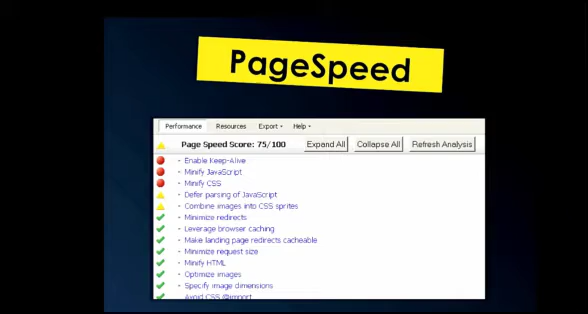 PageSpeed
Performance Resources Export Help
Page Speed Score: 75/100 Expand All Collapse All Refresh Analysis
Enable Keep-Alive
Minify JavaScript
Minify CSS
Defer parsing of JavaScript
Combine images into CSS sprites
Minimize redirects
Leverage browser caching
Make landing page redirects cacheable
Minimize request size
Minify HTML
Optimize images
Specify image dimensions
Avoid CSS @import